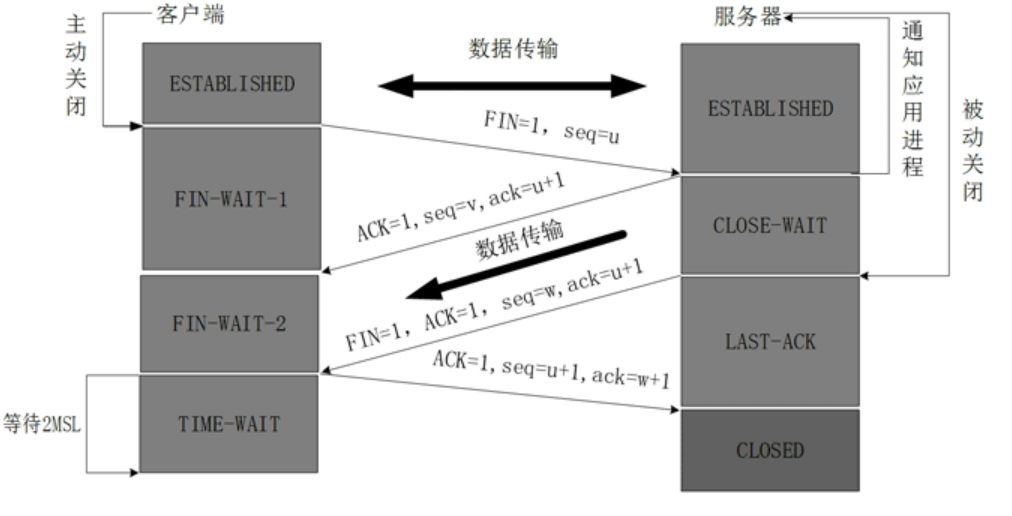 客户端
服务器
主动关闭
数据传输
通知应用进程
被动关闭
ESTABLISHED
ESTABLISHED
FIN=1, seq=u
FIN-WAIT-1
ACK=1,seq=v,ack=u+1
CLOSE-WAIT
数据传输
FIN-WAIT-2
FIN=1, ACK=1, seq=w,ack=u+1
LAST-ACK
ACK=1,seq=u+1,ack=w+1
等待2MSL
TIME-WAIT
CLOSED